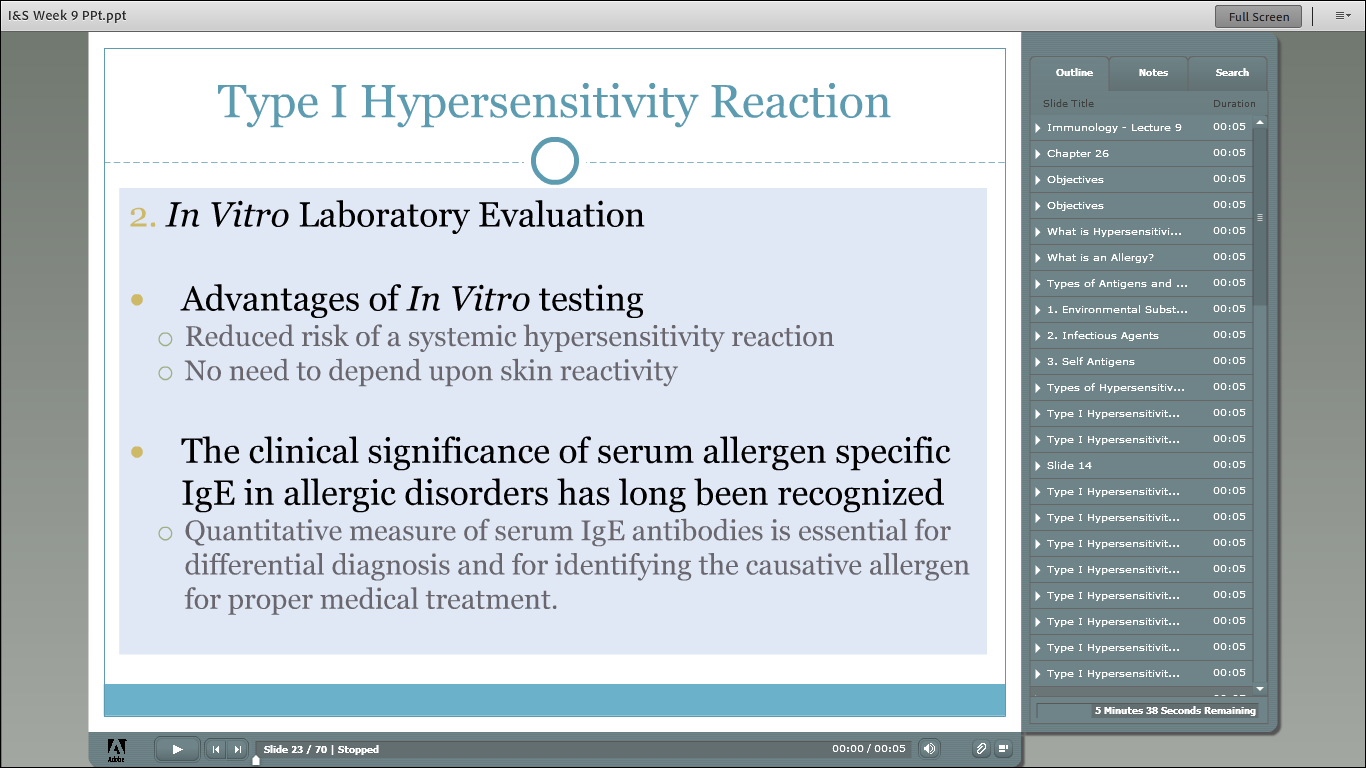 I&S Week 9 PPt.ppt
Full Screen
Type I Hypersensitivity Reaction
2. In Vitro Laboratory Evaluation
Advantages of In Vitro testing
Reduced risk of a systemic hypersensitivity reaction
No need to depend upon skin reactivity
The clinical significance of serum allergen specific
IgE in allergic disorders has long been recognized
Quantitative measure of serum IgE antibodies is essential for
differential diagnosis and for identifying the causative allergen
for proper medical treatment.
Outline Notes Search
Slide Title Duration
Immunology - Lecture 9 00:05
Chapter 26 00:05
Objectives 00:05
Objectives 00:05
What is Hypersensitivi... 00:05
What is an Allergy? 00:05
Types of Antigens and ... 00:05
1. Environmental Subst... 00:05
2. Infectious Agents 00:05
3. Self Antigens 00:05
Types of Hypersensitiv... 00:05
Type I Hypersensitivit... 00:05
Type I Hypersensitivit... 00:05
Slide 14 00:05
Type I Hypersensitivit... 00:05
Type I Hypersensitivit... 00:05
Type I Hypersensitivit... 00:05
Type I Hypersensitivit... 00:05
Type I Hypersensitivit... 00:05
Type I Hypersensitivit... 00:05
Type I Hypersensitivit... 00:05
Type I Hypersensitivit... 00:05
5 Minutes 38 Seconds Remaining
Adobe
Slide 23 / 70 | Stopped
00:00 / 00:05